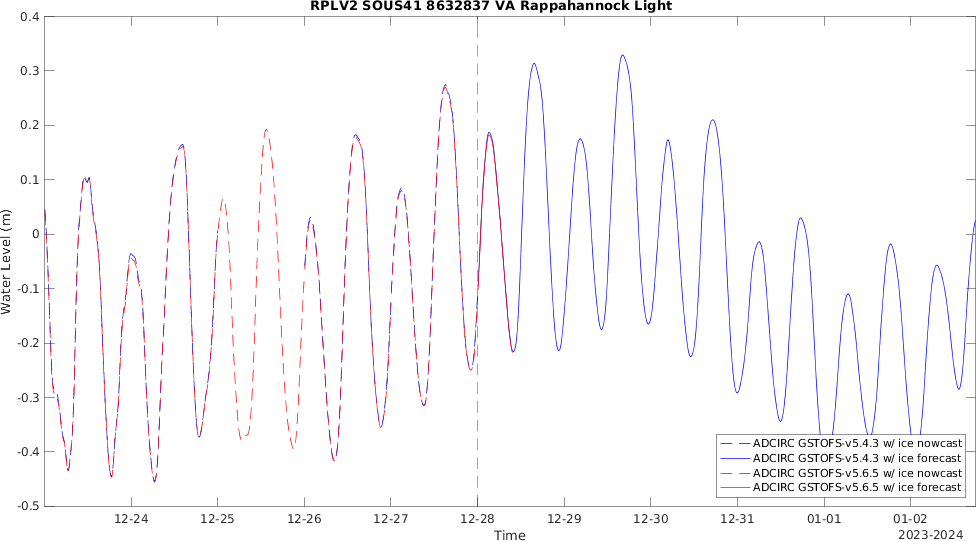 RPLV2 SOUS41 8632837 VA Rappahannock Light
0.4
0.3
0.2
0.1
0
-0.1
-0.2
-0.3
-0.4
-0.5
Water Level (m)
ADCIRC GSTOFS-v5.4.3 w/ ice nowcast
ADCIRC GSTOFS-v5.4.3 w/ ice forecast
ADCIRC GSTOFS-v5.6.5 w/ ice nowcast
ADCIRC GSTOFS-v5.6.5 w/ ice forecast
12-24 12-25 12-26 12-27 12-28 12-29 12-30 12-31 01-01 01-02
Time
2023-2024